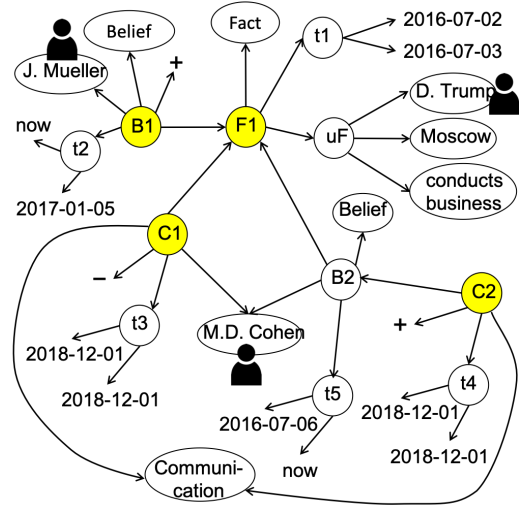 Fact
t1
2016-07-02
2016-07-03
Belief
+
J. Mueller
B1
F1
uF
D. Trump
Moscow
conducts
business
now
t2
2017-01-05
Belief
C1
–
B2
C2
+
M.D. Cohen
t3
2018-12-01
2018-12-01
t5
2016-07-06
now
t4
2018-12-01
2018-12-01
Communi-
cation